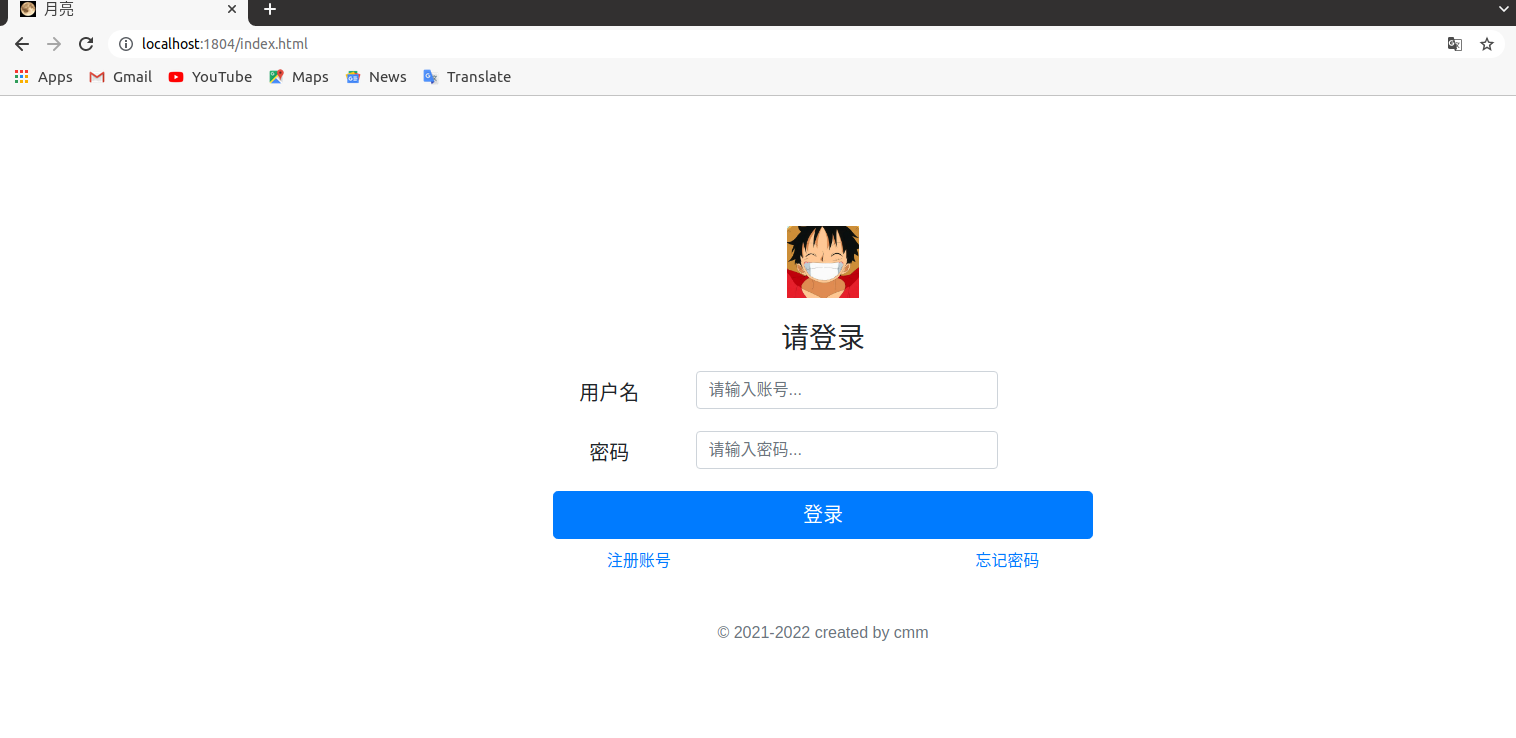 月亮
localhost:1804/index.html
Apps Gmail YouTube Maps News Translate
请登录
用户名 请输入账号...
密码 请输入密码...
登录
注册账号 忘记密码
© 2021-2022 created by cmm